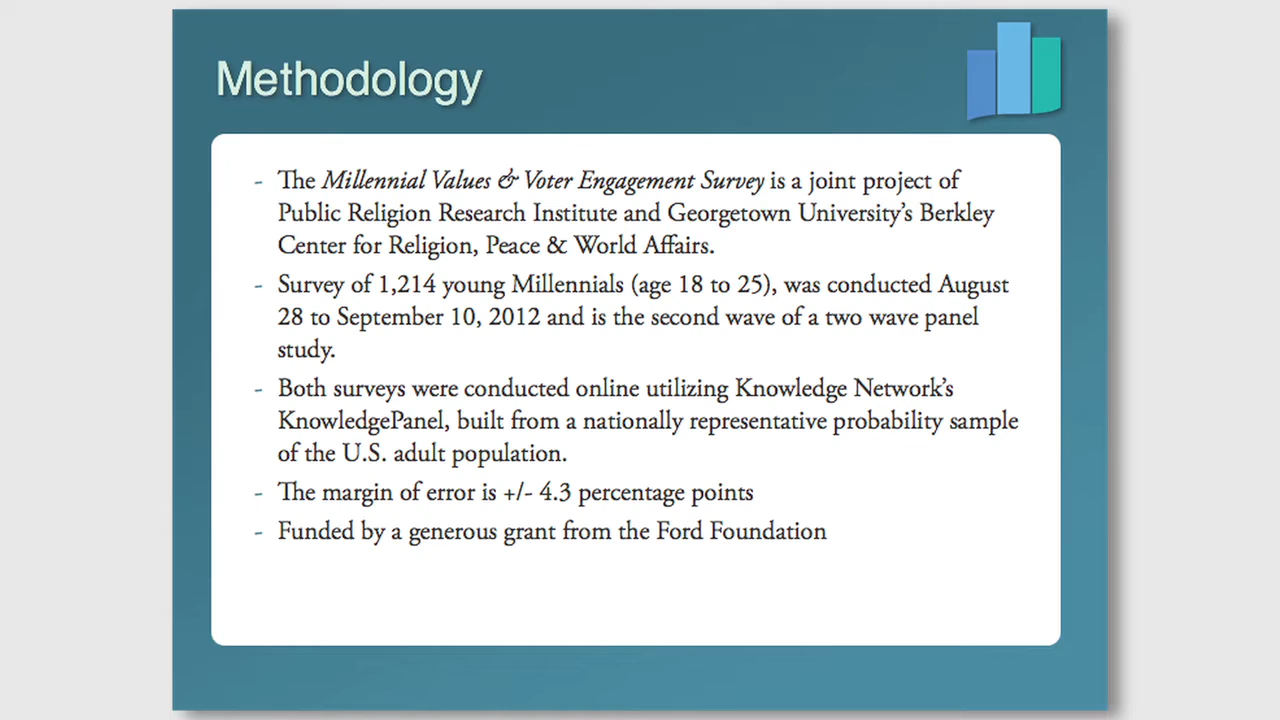 Methodology
- The Millennial Values & Voter Engagement Survey is a joint project of
Public Religion Research Institute and Georgetown University’s Berkley
Center for Religion, Peace & World Affairs.
- Survey of 1,214 young Millennials (age 18 to 25), was conducted August
28 to September 10, 2012 and is the second wave of a two wave panel
study.
- Both surveys were conducted online utilizing Knowledge Network’s
KnowledgePanel, built from a nationally representative probability sample
of the U.S. adult population.
- The margin of error is +/- 4.3 percentage points
- Funded by a generous grant from the Ford Foundation